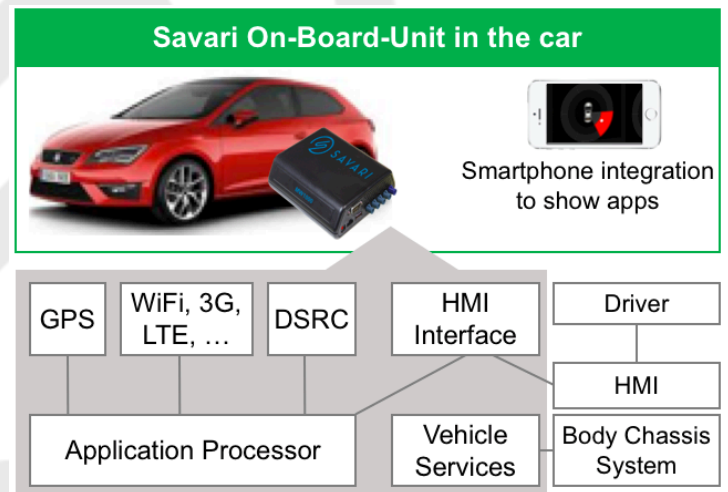 Savari On-Board-Unit in the car
SAVARI
Smartphone integration
to show apps
GPS
WiFi, 3G,
LTE, …
DSRC
HMI
Interface
Driver
HMI
Application Processor
Vehicle
Services
Body Chassis
System